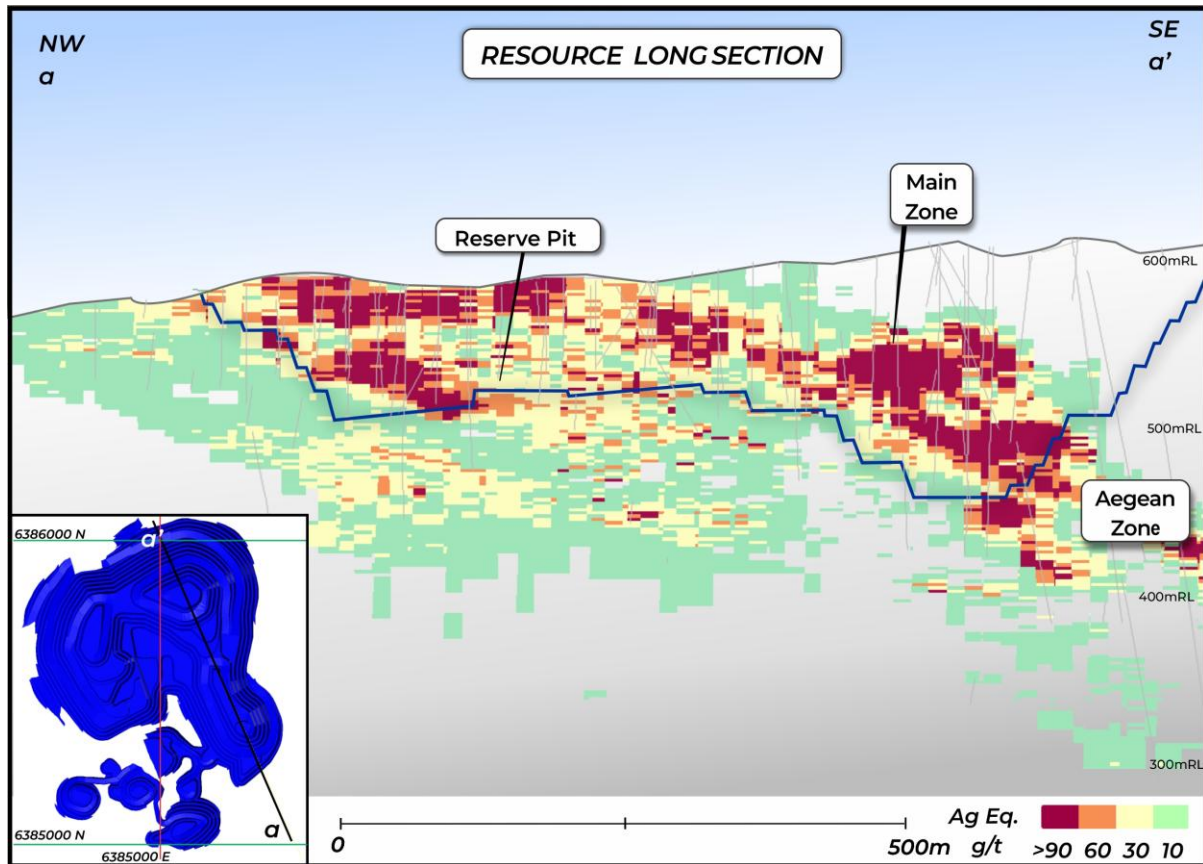 NW
a
RESOURCE LONG SECTION
SE
a'
Main
Zone
Reserve Pit
600mRL
500mRL
Aegean
Zone
400mRL
300mRL
6386000 N
a'
6385000 N
a
6385000 E
0
500m
Ag Eq.
g/t
>90 60 30 10